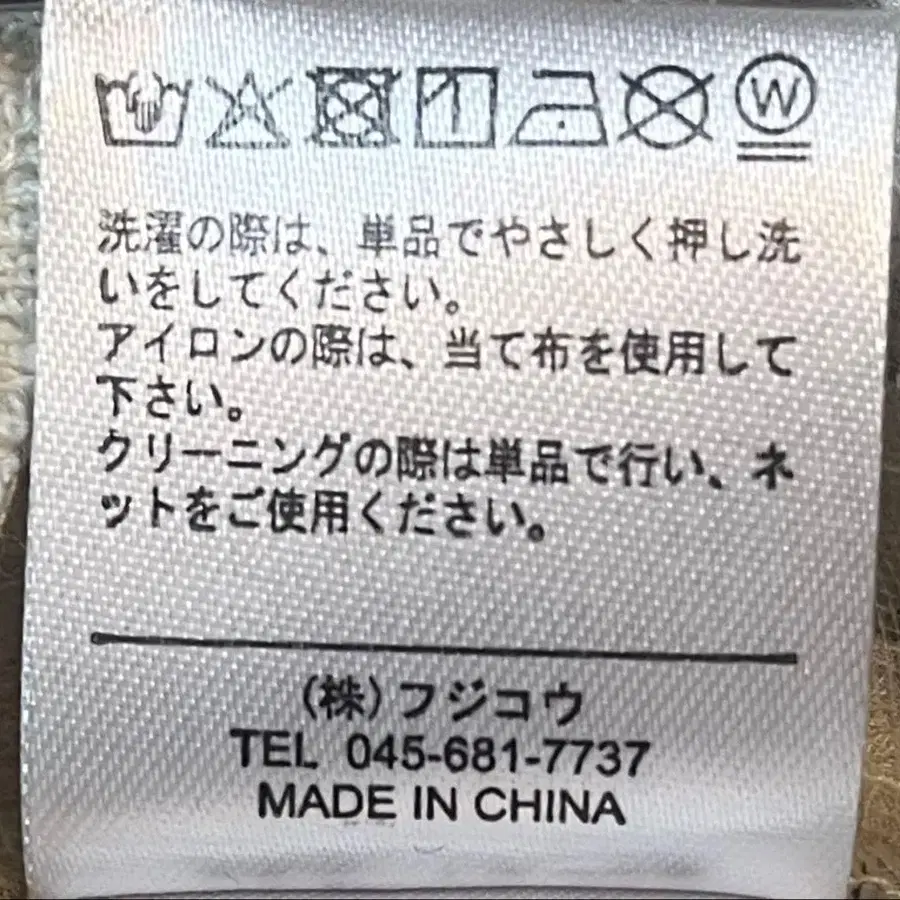 W
洗濯の際は、単品でやさしく押し洗
いをしてください。
アイロンの際は、当て布を使用して
下さい。
クリーニングの際は単品で行い、ネ
ットをご使用ください。
(株)フジコウ
TEL 045-681-7737
MADE IN CHINA